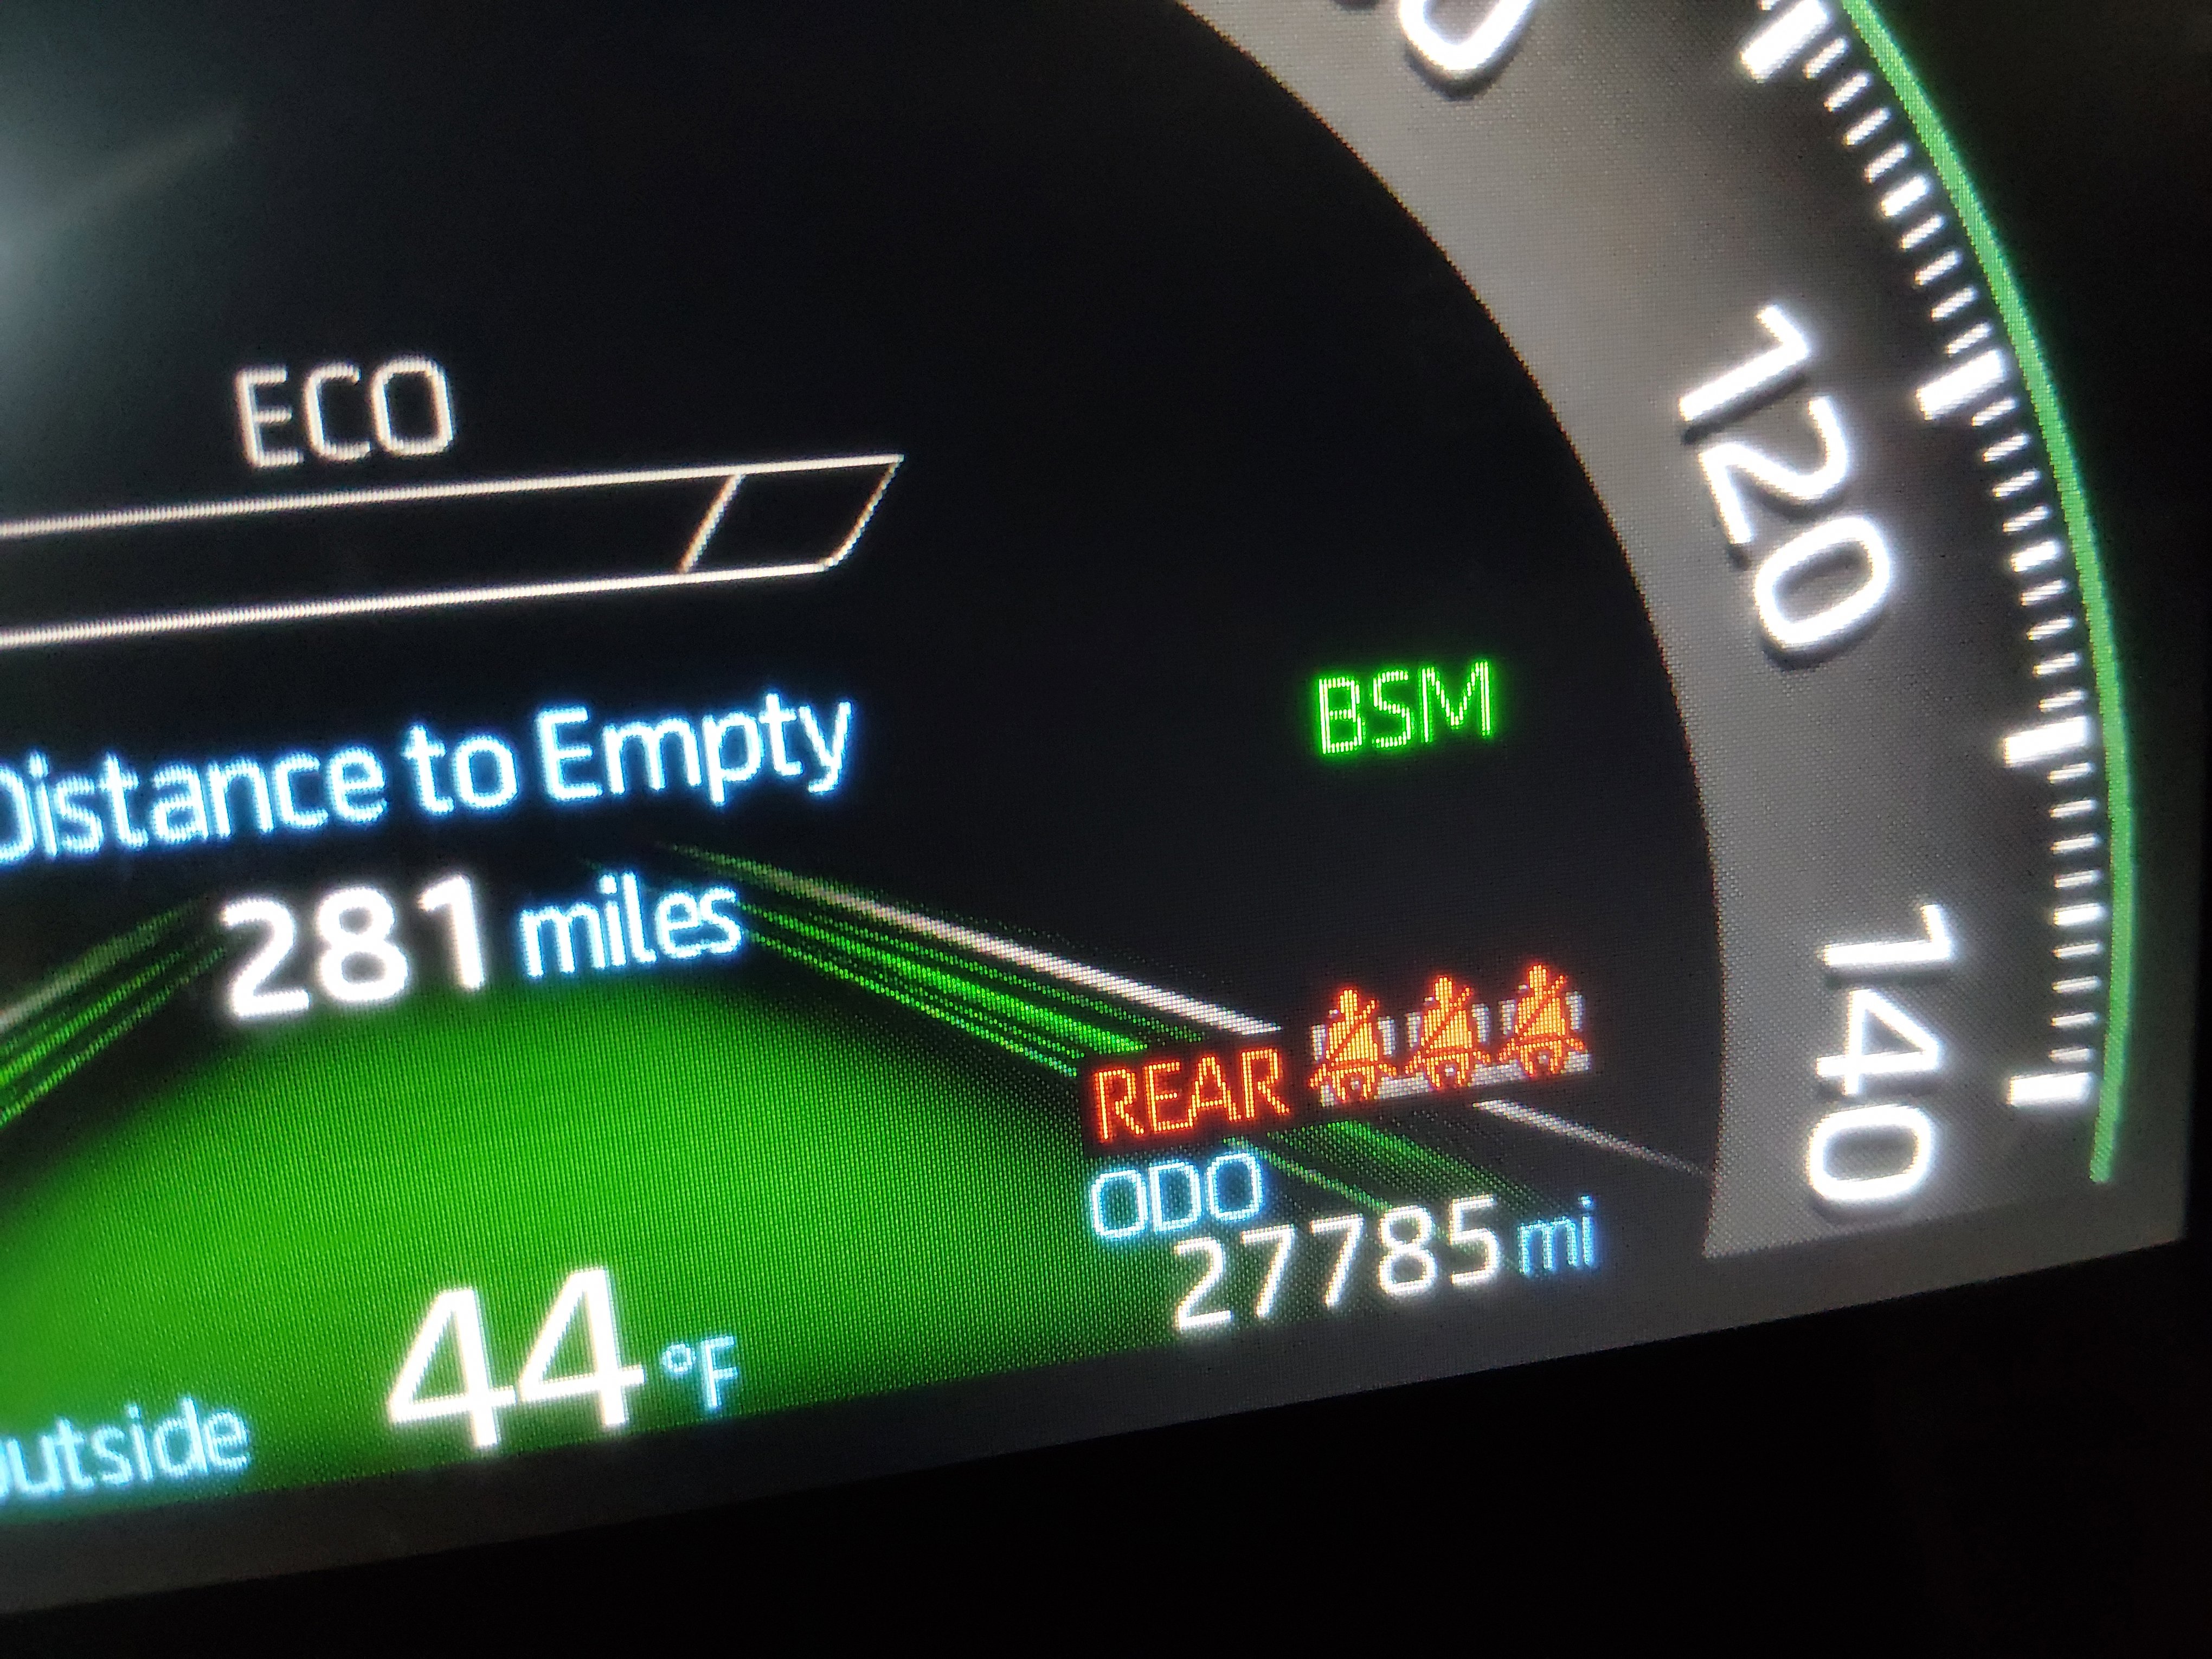 120
ECO
BSM
Distance to Empty
281 miles
140
REAR
ODO
27785 mi
44 °F
outside